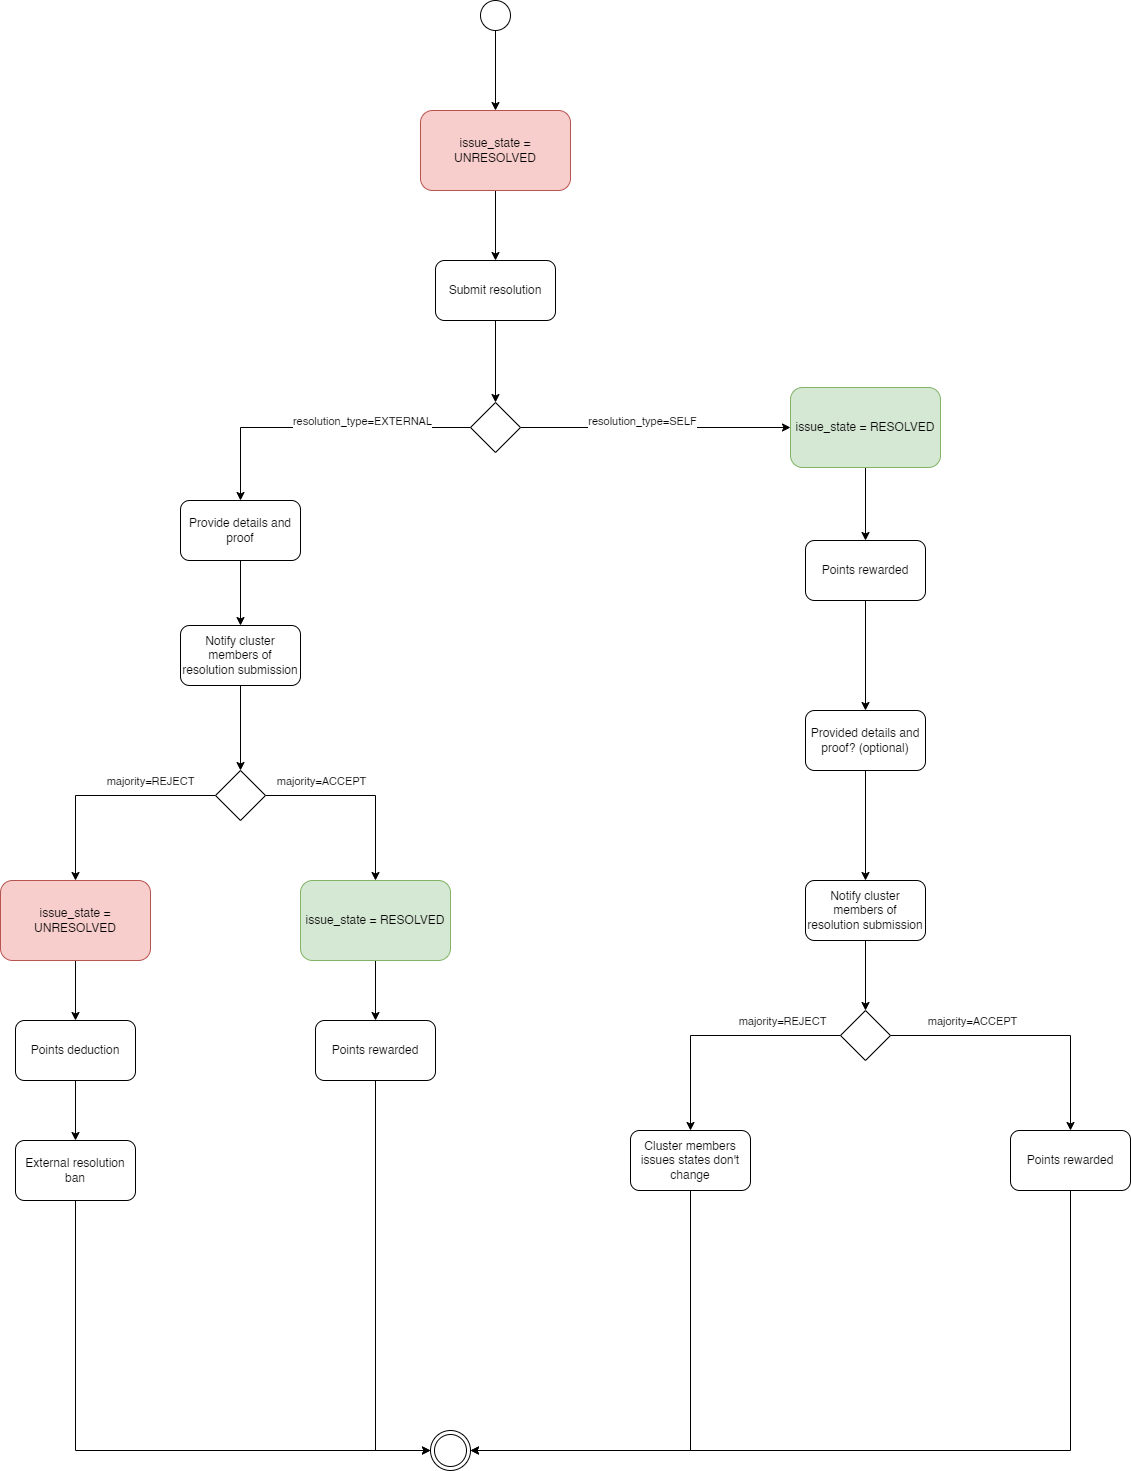 issue_state =
UNRESOLVED
Submit resolution
resolution_type=EXTERNAL
resolution_type=SELF
issue_state = RESOLVED
Provide details and
proof
Points rewarded
Notify cluster
members of
resolution submission
Provided details and
proof? (optional)
majority=REJECT
majority=ACCEPT
issue_state =
UNRESOLVED
issue_state = RESOLVED
Notify cluster
members of
resolution submission
Points deduction
Points rewarded
majority=REJECT
majority=ACCEPT
External resolution
ban
Cluster members
issues states don't
change
Points rewarded